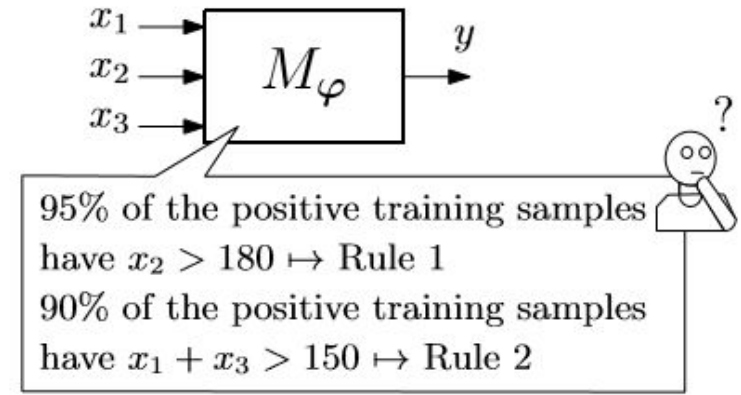 x₁
x₂
x₃
M_φ
y
?
95% of the positive training samples
have x₂ > 180 ↦ Rule 1
90% of the positive training samples
have x₁ + x₃ > 150 ↦ Rule 2